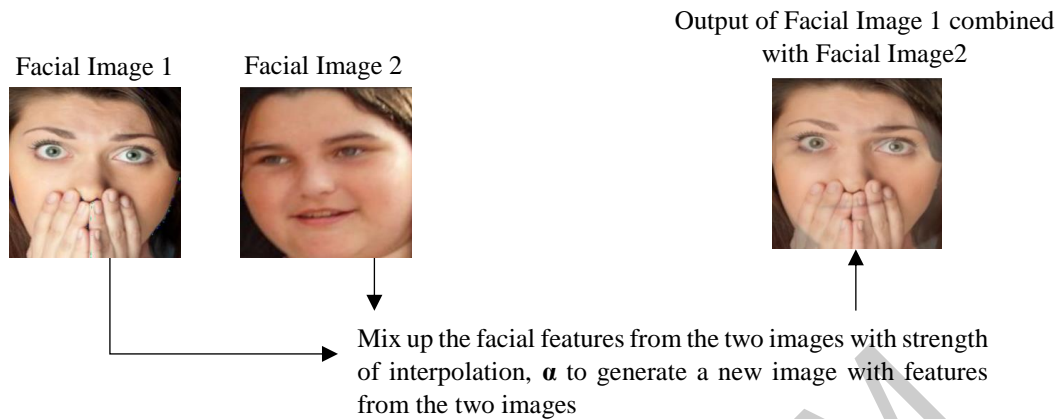 Output of Facial Image 1 combined
with Facial Image2
Facial Image 1
Facial Image 2
Mix up the facial features from the two images with strength
of interpolation, α to generate a new image with features
from the two images